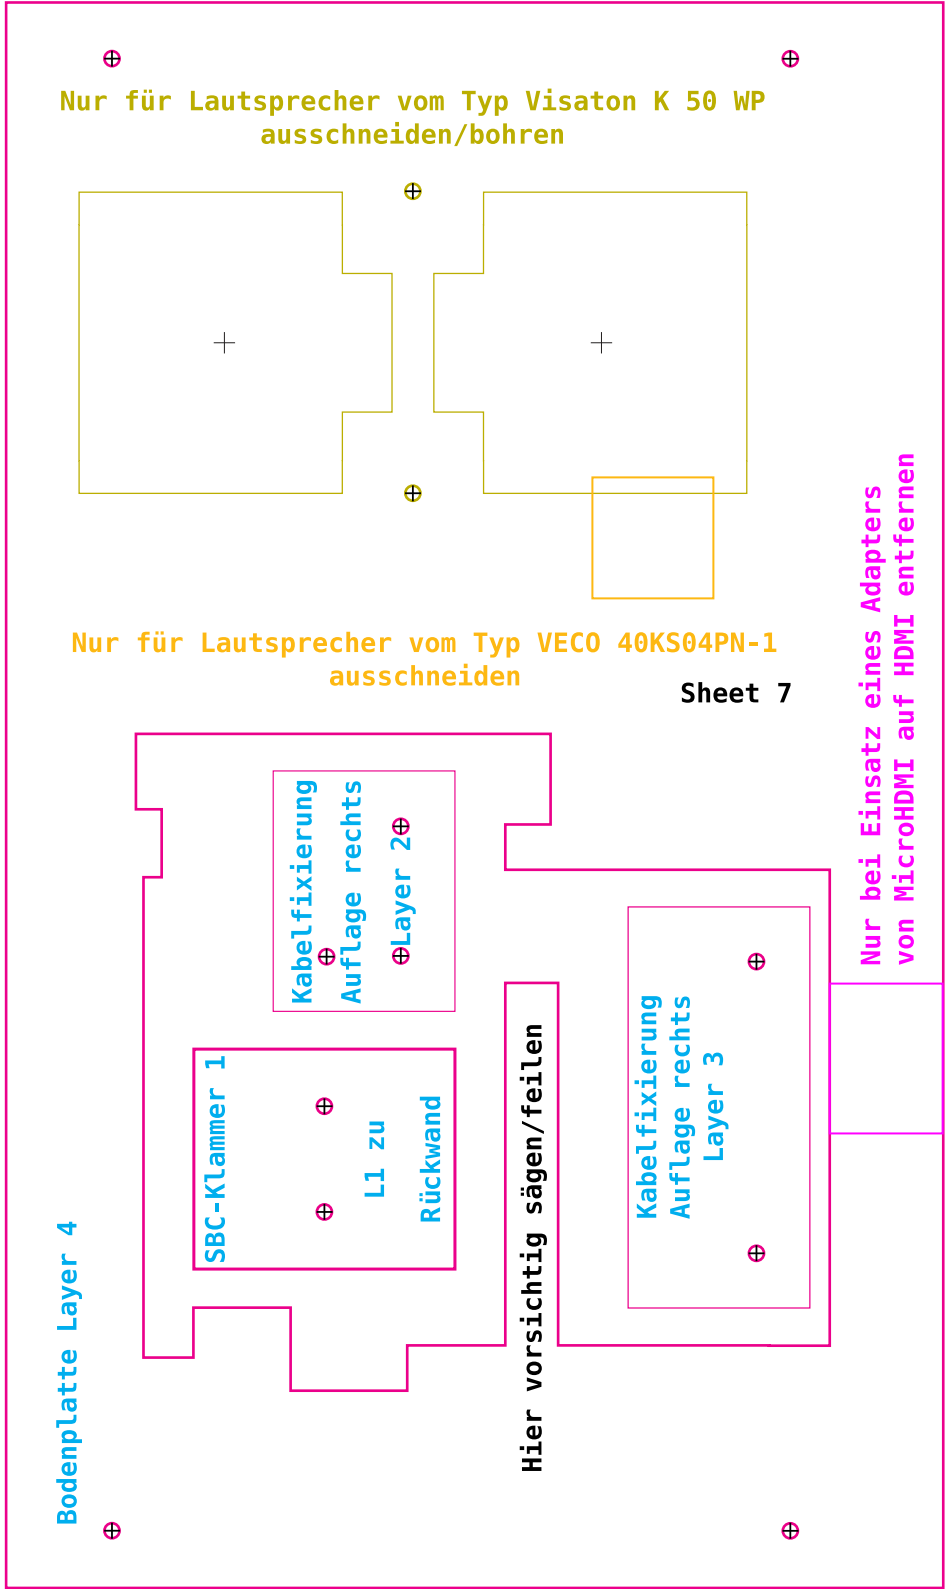 Nur für Lautsprecher vom Typ Visaton K 50 WP
ausschneiden/bohren
Nur für Lautsprecher vom Typ VECO 40KS04PN-1
ausschneiden
Sheet 7
Nur bei Einsatz eines Adapters
von MicroHDMI auf HDMI entfernen
Kabelfixierung
Auflage rechts
Layer 2
Kabelfixierung
Auflage rechts
Layer 3
SBC-Klammer 1
L1 zu
Rückwand
Hier vorsichtig sägen/feilen
Bodenplatte Layer 4